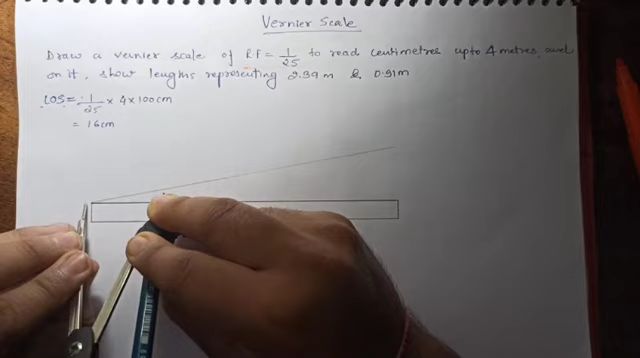 Vernier Scale
Draw a vernier scale of R.F = 1/25 to read centimetres upto 4 metres and
on it, show lengths representing 2.39 m & 0.91 m
LOS = 1/25 × 4 × 100 cm
= 16 cm